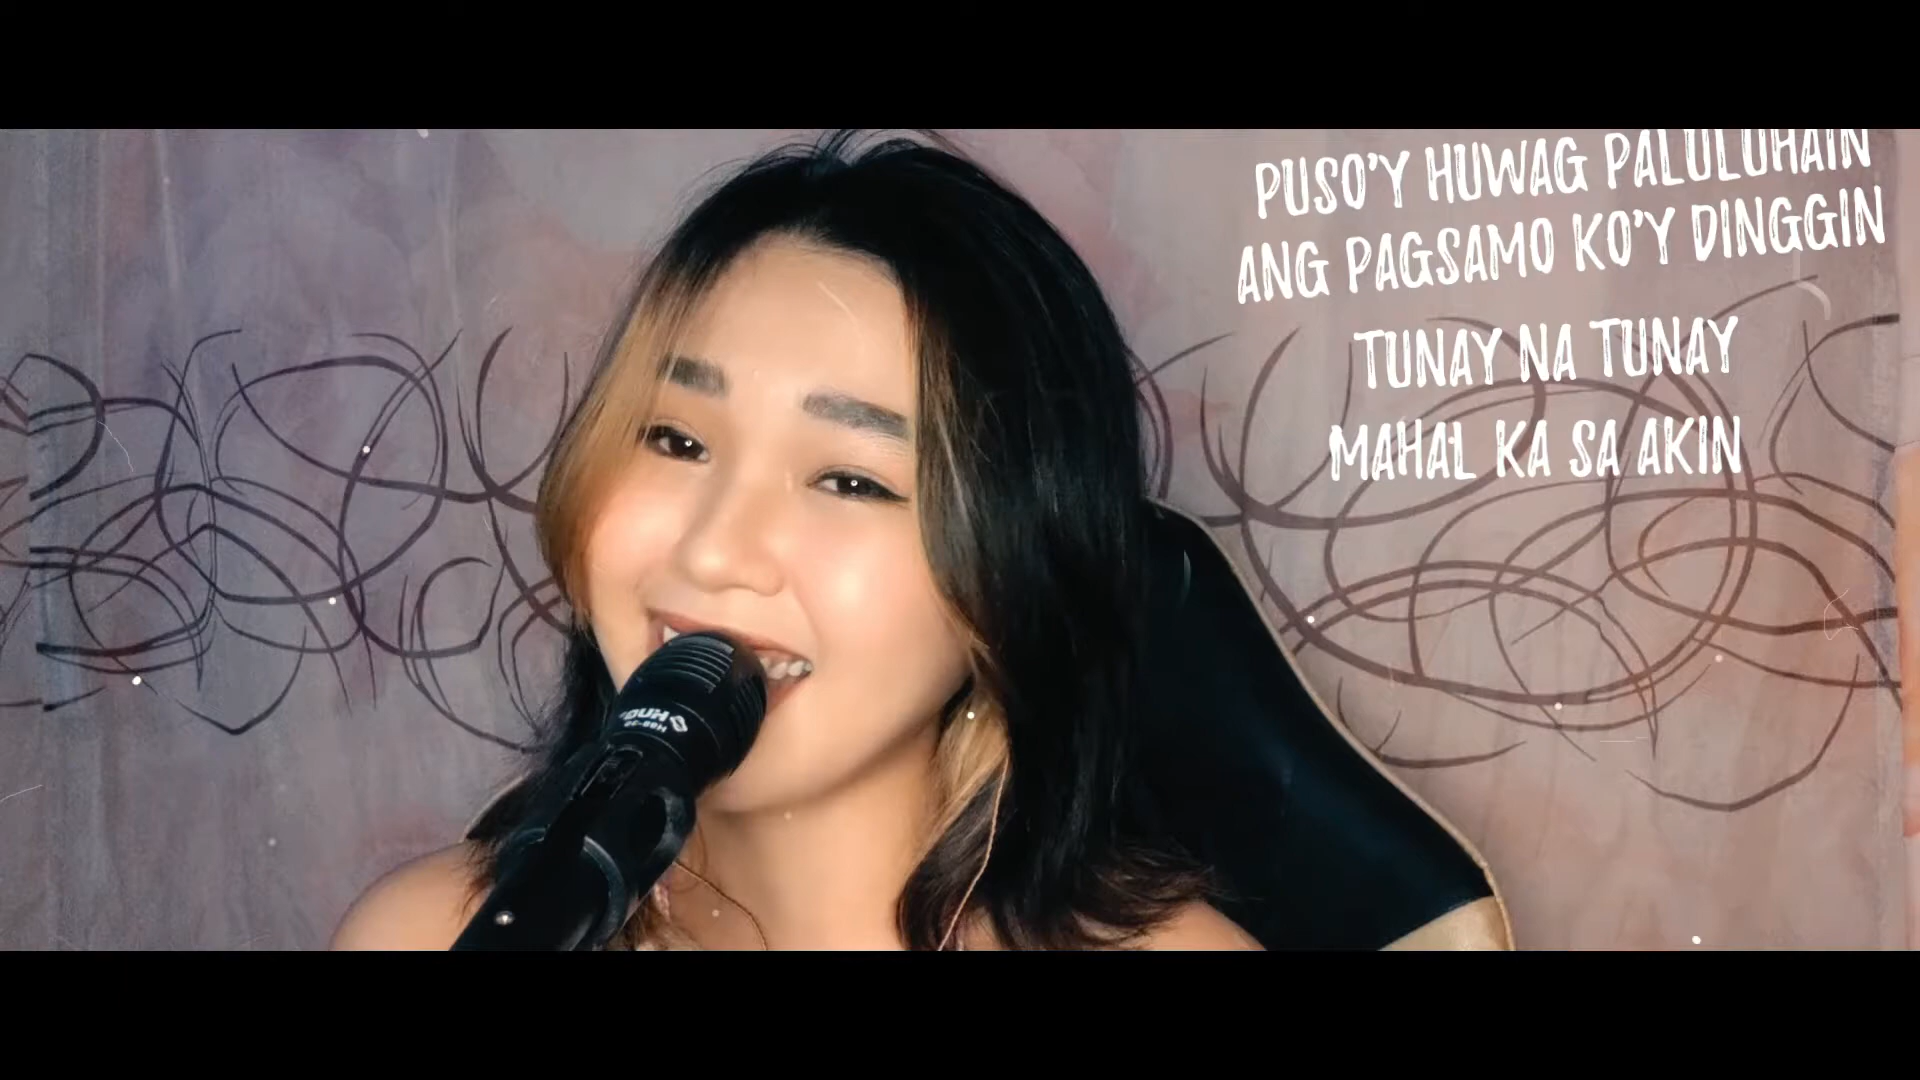 PUSO'Y HUWAG PALULUHAIN
ANG PAGSAMO KO'Y DINGGIN
TUNAY NA TUNAY
MAHAL KA SA AKIN